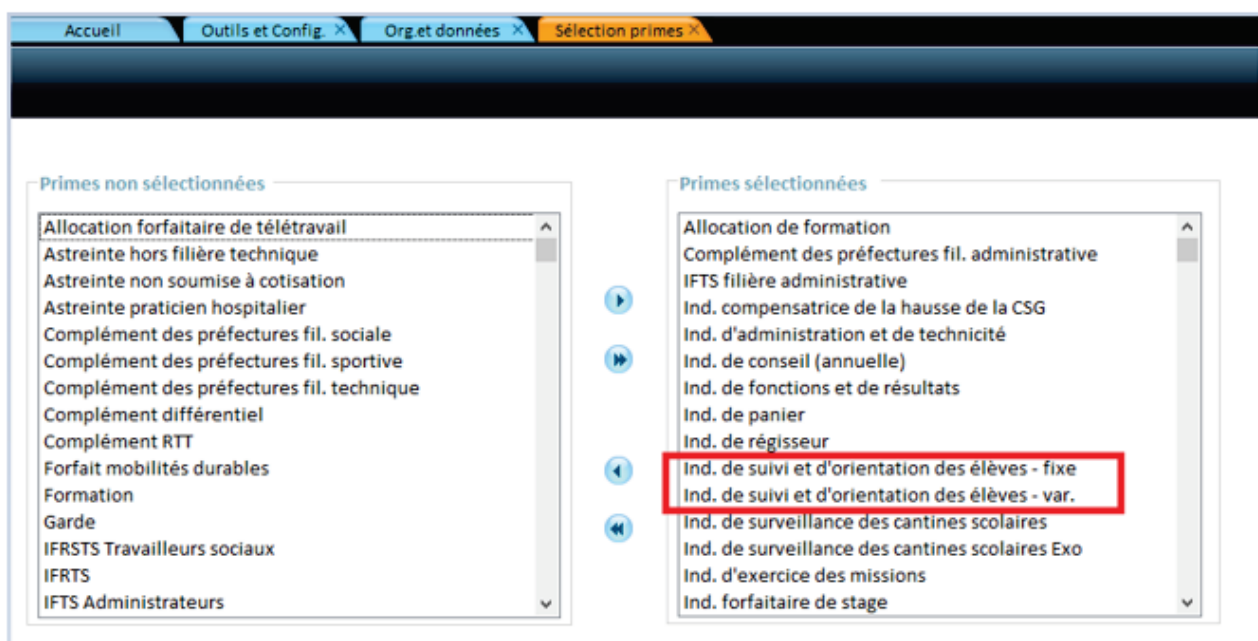 Accueil
Outils et Config.
Org.et données
Sélection primes
Primes non sélectionnées
Allocation forfaitaire de télétravail
Astreinte hors filière technique
Astreinte non soumise à cotisation
Astreinte praticien hospitalier
Complément des préfectures fil. sociale
Complément des préfectures fil. sportive
Complément des préfectures fil. technique
Complément différentiel
Complément RTT
Forfait mobilités durables
Formation
Garde
IFRSTS Travailleurs sociaux
IFRTS
IFTS Administrateurs
Primes sélectionnées
Allocation de formation
Complément des préfectures fil. administrative
IFTS filière administrative
Ind. compensatrice de la hausse de la CSG
Ind. d'administration et de technicité
Ind. de conseil (annuelle)
Ind. de fonctions et de résultats
Ind. de panier
Ind. de régisseur
Ind. de suivi et d'orientation des élèves - fixe
Ind. de suivi et d'orientation des élèves - var.
Ind. de surveillance des cantines scolaires
Ind. de surveillance des cantines scolaires Exo
Ind. d'exercice des missions
Ind. forfaitaire de stage